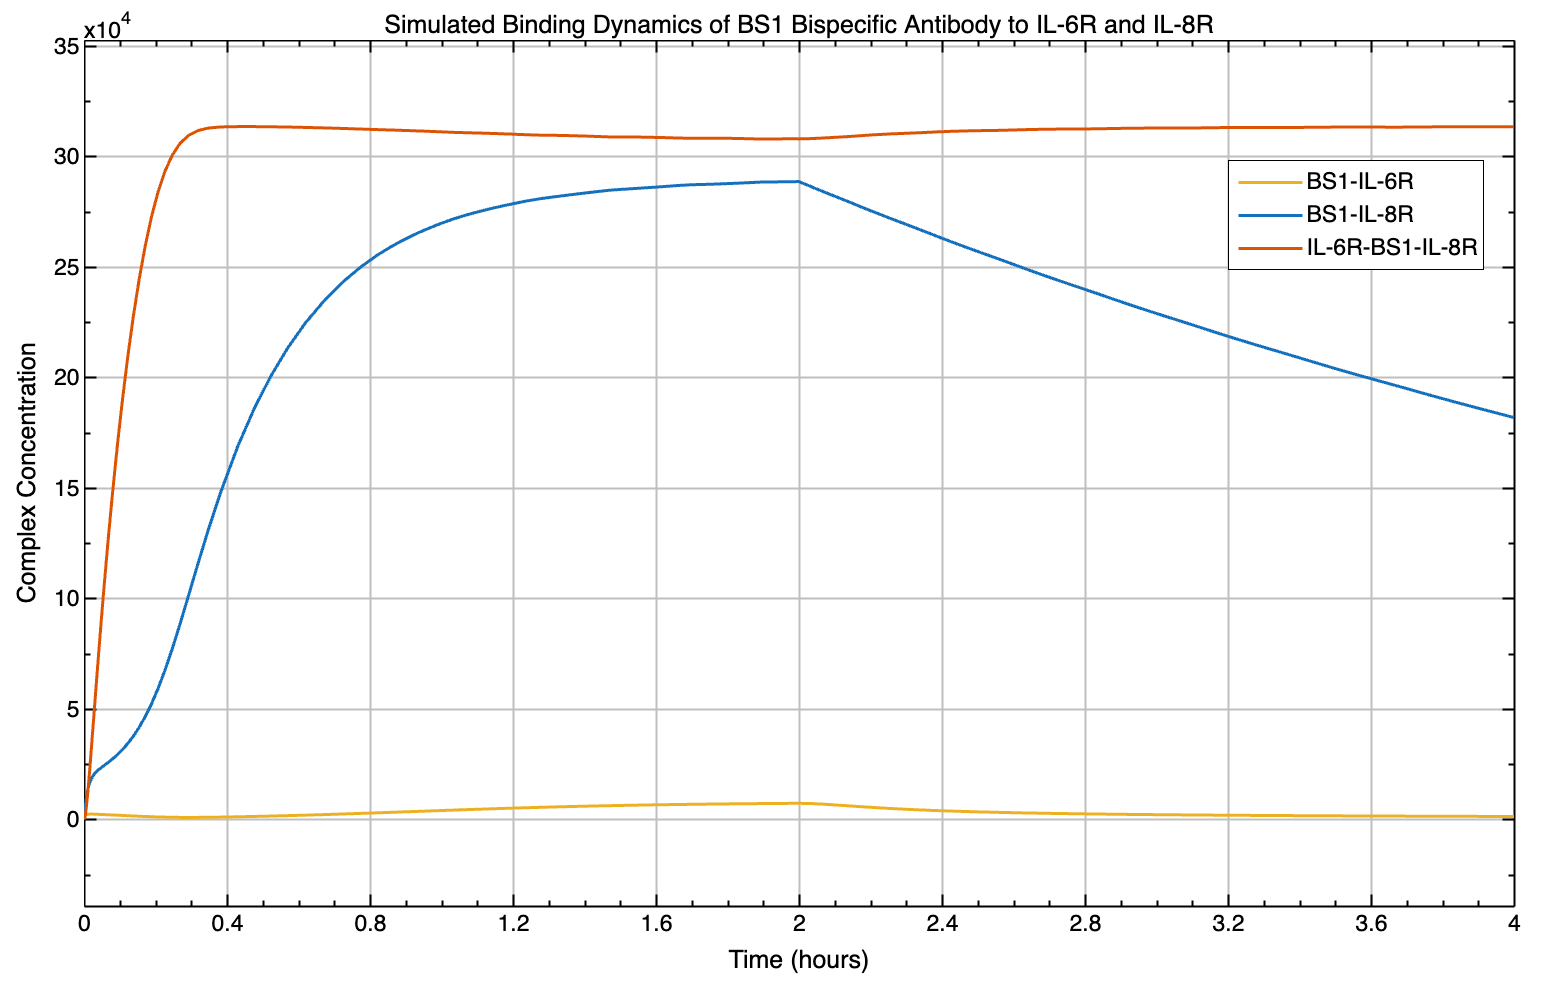 Simulated Binding Dynamics of BS1 Bispecific Antibody to IL-6R and IL-8R
x10⁴
35
30
25
20
15
10
5
0
Complex Concentration
BS1-IL-6R
BS1-IL-8R
IL-6R-BS1-IL-8R
0 0.4 0.8 1.2 1.6 2 2.4 2.8 3.2 3.6 4
Time (hours)